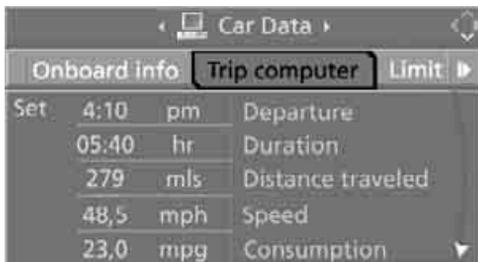 Car Data
Onboard info Trip computer Limit
Set 4:10 pm Departure
05:40 hr Duration
279 mls Distance traveled
48,5 mph Speed
23,0 mpg Consumption